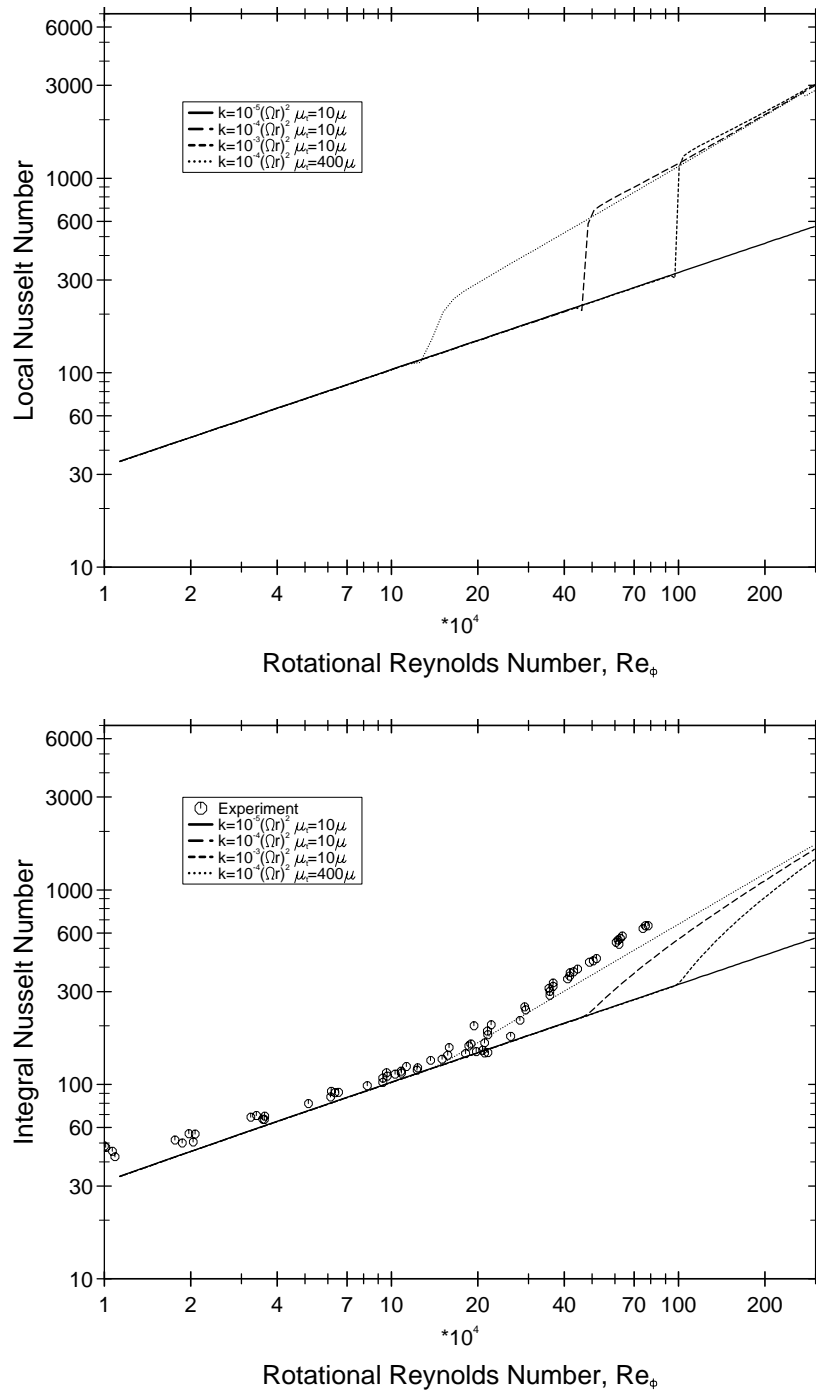 6000
3000
1000
600
300
100
60
30
10
Local Nusselt Number
k=10⁻⁵(Ωr)² μₜ=10μ
k=10⁻⁴(Ωr)² μₜ=10μ
k=10⁻³(Ωr)² μₜ=10μ
k=10⁻⁴(Ωr)² μₜ=400μ
1 2 4 7 10 20 40 70 100 200
*10⁴
Rotational Reynolds Number, Re_ϕ
6000
3000
1000
600
300
100
60
30
10
Integral Nusselt Number
Experiment
k=10⁻⁵(Ωr)² μₜ=10μ
k=10⁻⁴(Ωr)² μₜ=10μ
k=10⁻³(Ωr)² μₜ=10μ
k=10⁻⁴(Ωr)² μₜ=400μ
1 2 4 7 10 20 40 70 100 200
*10⁴
Rotational Reynolds Number, Re_ϕ